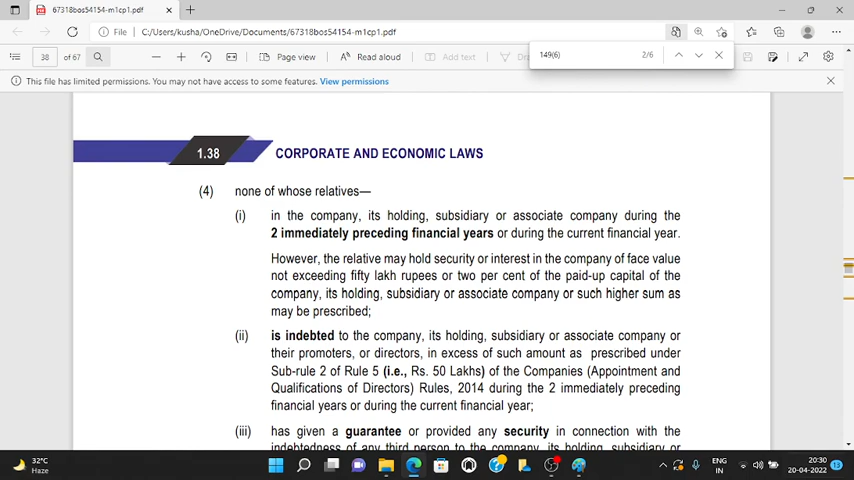 67318bos54154-m1cp1.pdf
File C:/Users/kusha/OneDrive/Documents/67318bos54154-m1cp1.pdf
38 of 67 Page view Read aloud Add text
149(6) 2/6
This file has limited permissions. You may not have access to some features. View permissions
1.38 CORPORATE AND ECONOMIC LAWS
(4) none of whose relatives—
(i) in the company, its holding, subsidiary or associate company during the
2 immediately preceding financial years or during the current financial year.
However, the relative may hold security or interest in the company of face value
not exceeding fifty lakh rupees or two per cent of the paid-up capital of the
company, its holding, subsidiary or associate company or such higher sum as
may be prescribed;
(ii) is indebted to the company, its holding, subsidiary or associate company or
their promoters, or directors, in excess of such amount as prescribed under
Sub-rule 2 of Rule 5 (i.e., Rs. 50 Lakhs) of the Companies (Appointment and
Qualifications of Directors) Rules, 2014 during the 2 immediately preceding
financial years or during the current financial year;
(iii) has given a guarantee or provided any security in connection with the
indebtedness of any third person to the company, its holding, subsidiary or
32°C
Haze
ENG
IN
20:30
20-04-2022
13